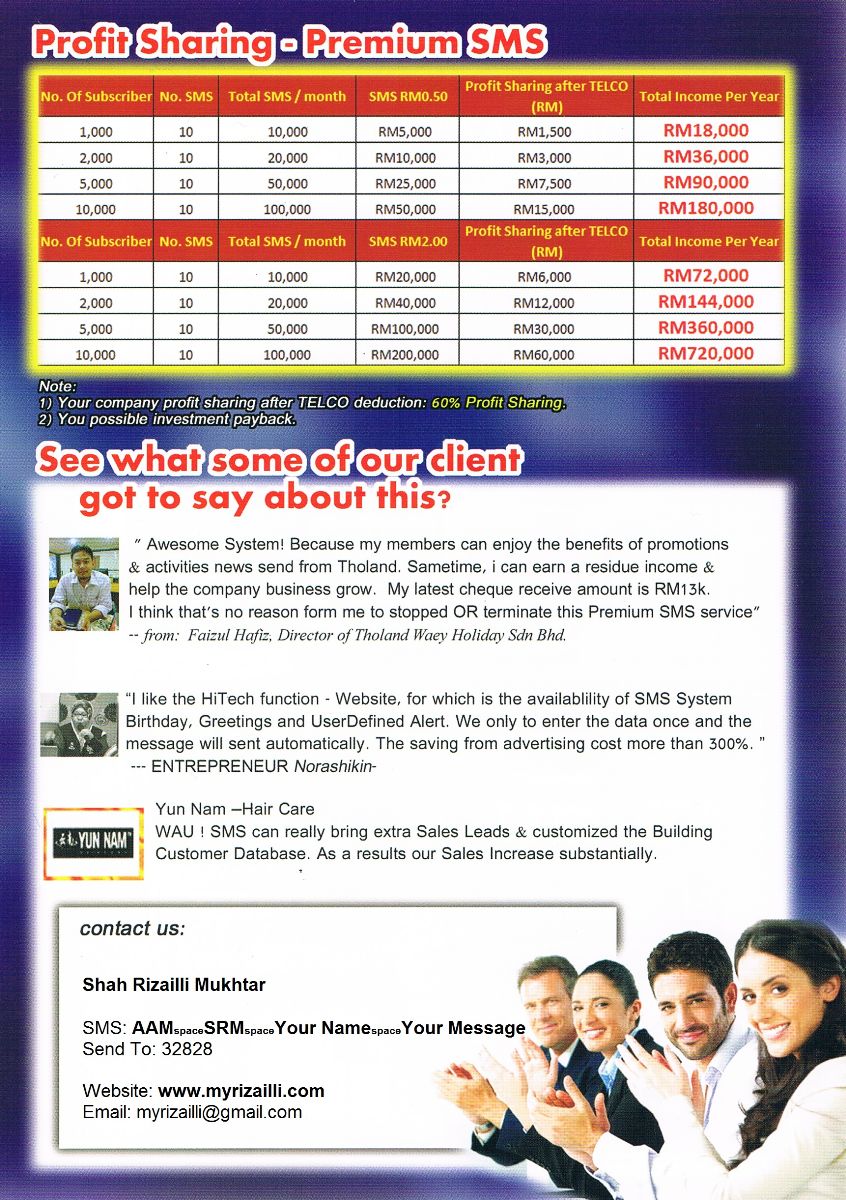 Profit Sharing - Premium SMS
No. Of Subscriber No. SMS Total SMS / month SMS RM0.50 Profit Sharing after TELCO (RM) Total Income Per Year
1,000 10 10,000 RM5,000 RM1,500 RM18,000
2,000 10 20,000 RM10,000 RM3,000 RM36,000
5,000 10 50,000 RM25,000 RM7,500 RM90,000
10,000 10 100,000 RM50,000 RM15,000 RM180,000
No. Of Subscriber No. SMS Total SMS / month SMS RM2.00 Profit Sharing after TELCO (RM) Total Income Per Year
1,000 10 10,000 RM20,000 RM6,000 RM72,000
2,000 10 20,000 RM40,000 RM12,000 RM144,000
5,000 10 50,000 RM100,000 RM30,000 RM360,000
10,000 10 100,000 RM200,000 RM60,000 RM720,000
Note:
1) Your company profit sharing after TELCO deduction: 60% Profit Sharing.
2) You possible investment payback.
See what some of our client
got to say about this?
" Awesome System! Because my members can enjoy the benefits of promotions
& activities news send from Tholand. Sametime, i can earn a residue income &
help the company business grow. My latest cheque receive amount is RM13k.
I think that's no reason form me to stopped OR terminate this Premium SMS service"
-- from: Faizul Hafiz, Director of Tholand Waey Holiday Sdn Bhd.
"I like the HiTech function - Website, for which is the availablility of SMS System
Birthday, Greetings and UserDefined Alert. We only to enter the data once and the
message will sent automatically. The saving from advertising cost more than 300%. "
--- ENTREPRENEUR Norashikin-
YUN NAM
Yun Nam –Hair Care
WAU ! SMS can really bring extra Sales Leads & customized the Building
Customer Database. As a results our Sales Increase substantially.
contact us:
Shah Rizailli Mukhtar
SMS: AAMspaceSRMspaceYour NamespaceYour Message
Send To: 32828
Website: www.myrizailli.com
Email: myrizailli@gmail.com